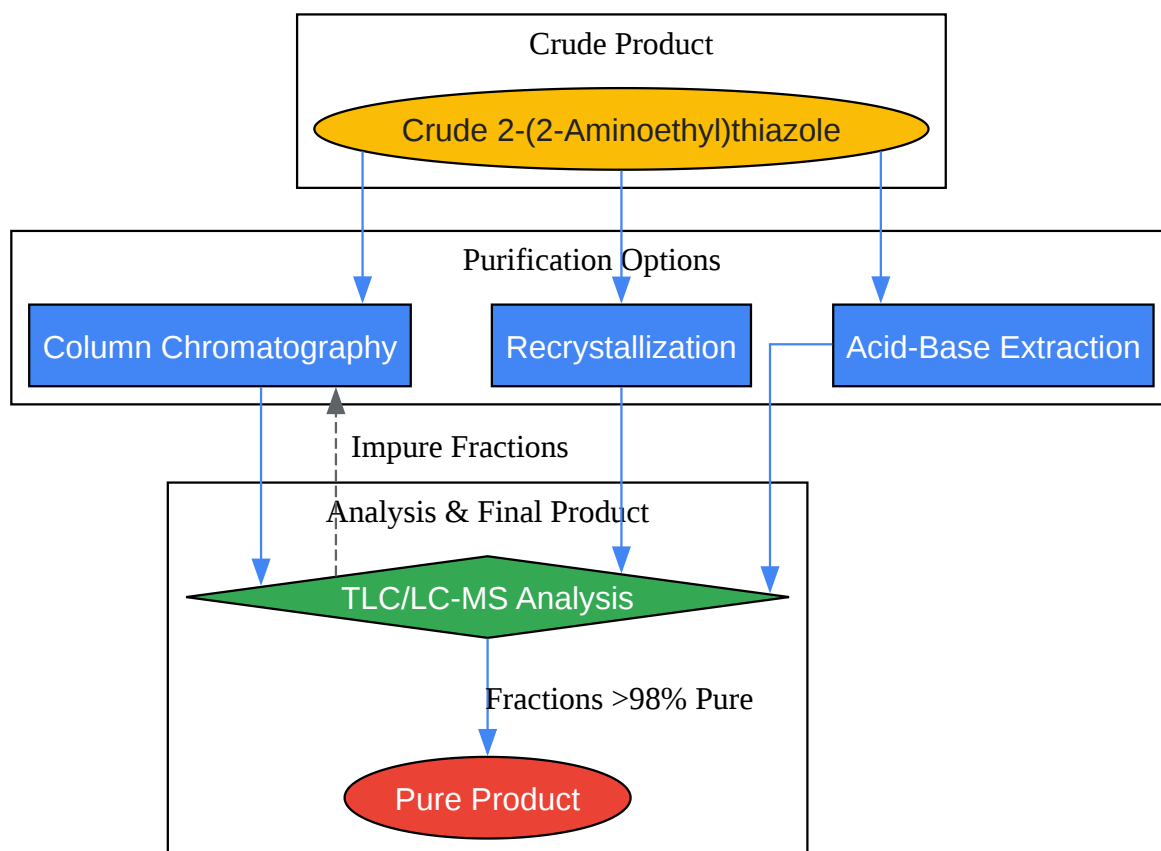 Crude Product
Crude 2-(2-Aminoethyl)thiazole
Purification Options
Column Chromatography
Recrystallization
Acid-Base Extraction
Impure Fractions
Analysis & Final Product
TLC/LC-MS Analysis
Fractions >98% Pure
Pure Product